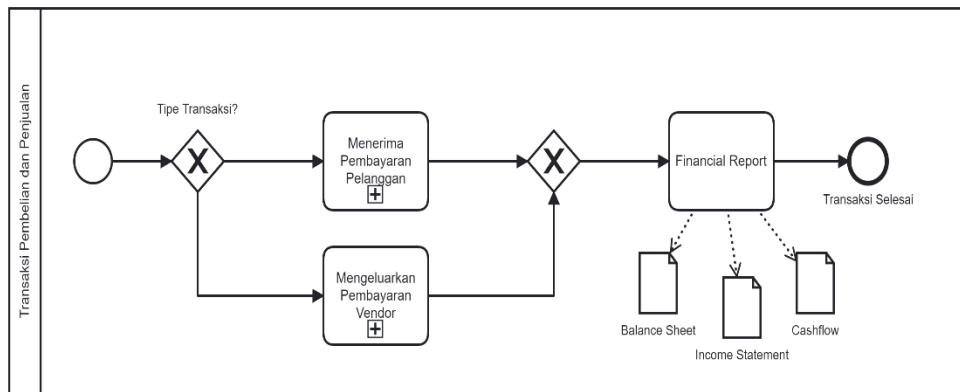 Transaksi Pembelian dan Penjualan
Tipe Transaksi?
Menerima
Pembayaran
Pelanggan
Mengeluarkan
Pembayaran
Vendor
Financial Report
Transaksi Selesai
Balance Sheet
Income Statement
Cashflow